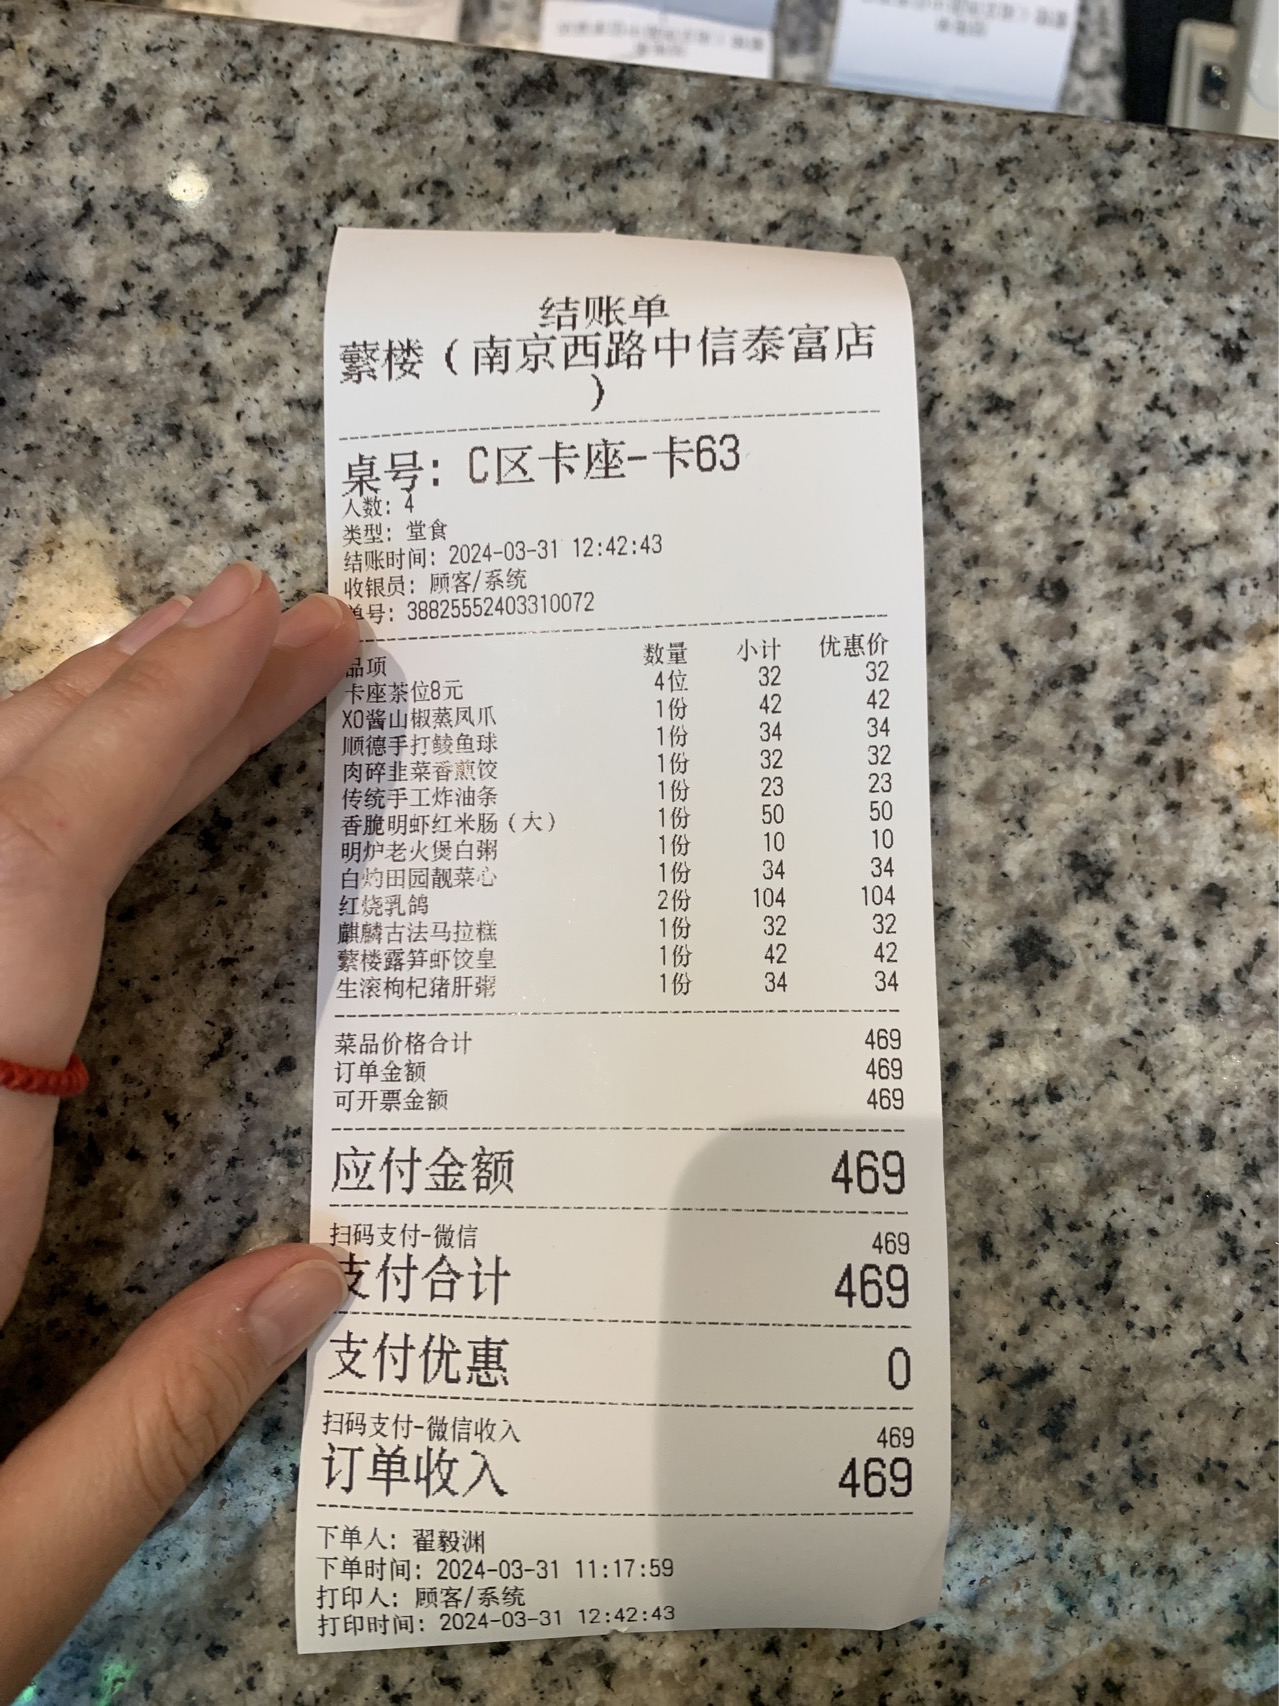 结账单
蘩楼（南京西路中信泰富店
）
桌号: C区卡座-卡63
人数: 4
类型: 堂食
结账时间: 2024-03-31 12:42:43
收银员: 顾客/系统
单号: 38825552403310072
品项 数量 小计 优惠价
卡座茶位8元 4位 32 32
XO酱山椒蒸凤爪 1份 42 42
顺德手打鲮鱼球 1份 34 34
肉碎韭菜香煎饺 1份 32 32
传统手工炸油条 1份 23 23
香脆明虾红米肠（大） 1份 50 50
明炉老火煲白粥 1份 10 10
白灼田园靓菜心 1份 34 34
红烧乳鸽 2份 104 104
麒麟古法马拉糕 1份 32 32
蘩楼露笋虾饺皇 1份 42 42
生滚枸杞猪肝粥 1份 34 34
菜品价格合计 469
订单金额 469
可开票金额 469
应付金额 469
扫码支付-微信 469
支付合计 469
支付优惠 0
扫码支付-微信收入 469
订单收入 469
下单人: 翟毅渊
下单时间: 2024-03-31 11:17:59
打印人: 顾客/系统
打印时间: 2024-03-31 12:42:43